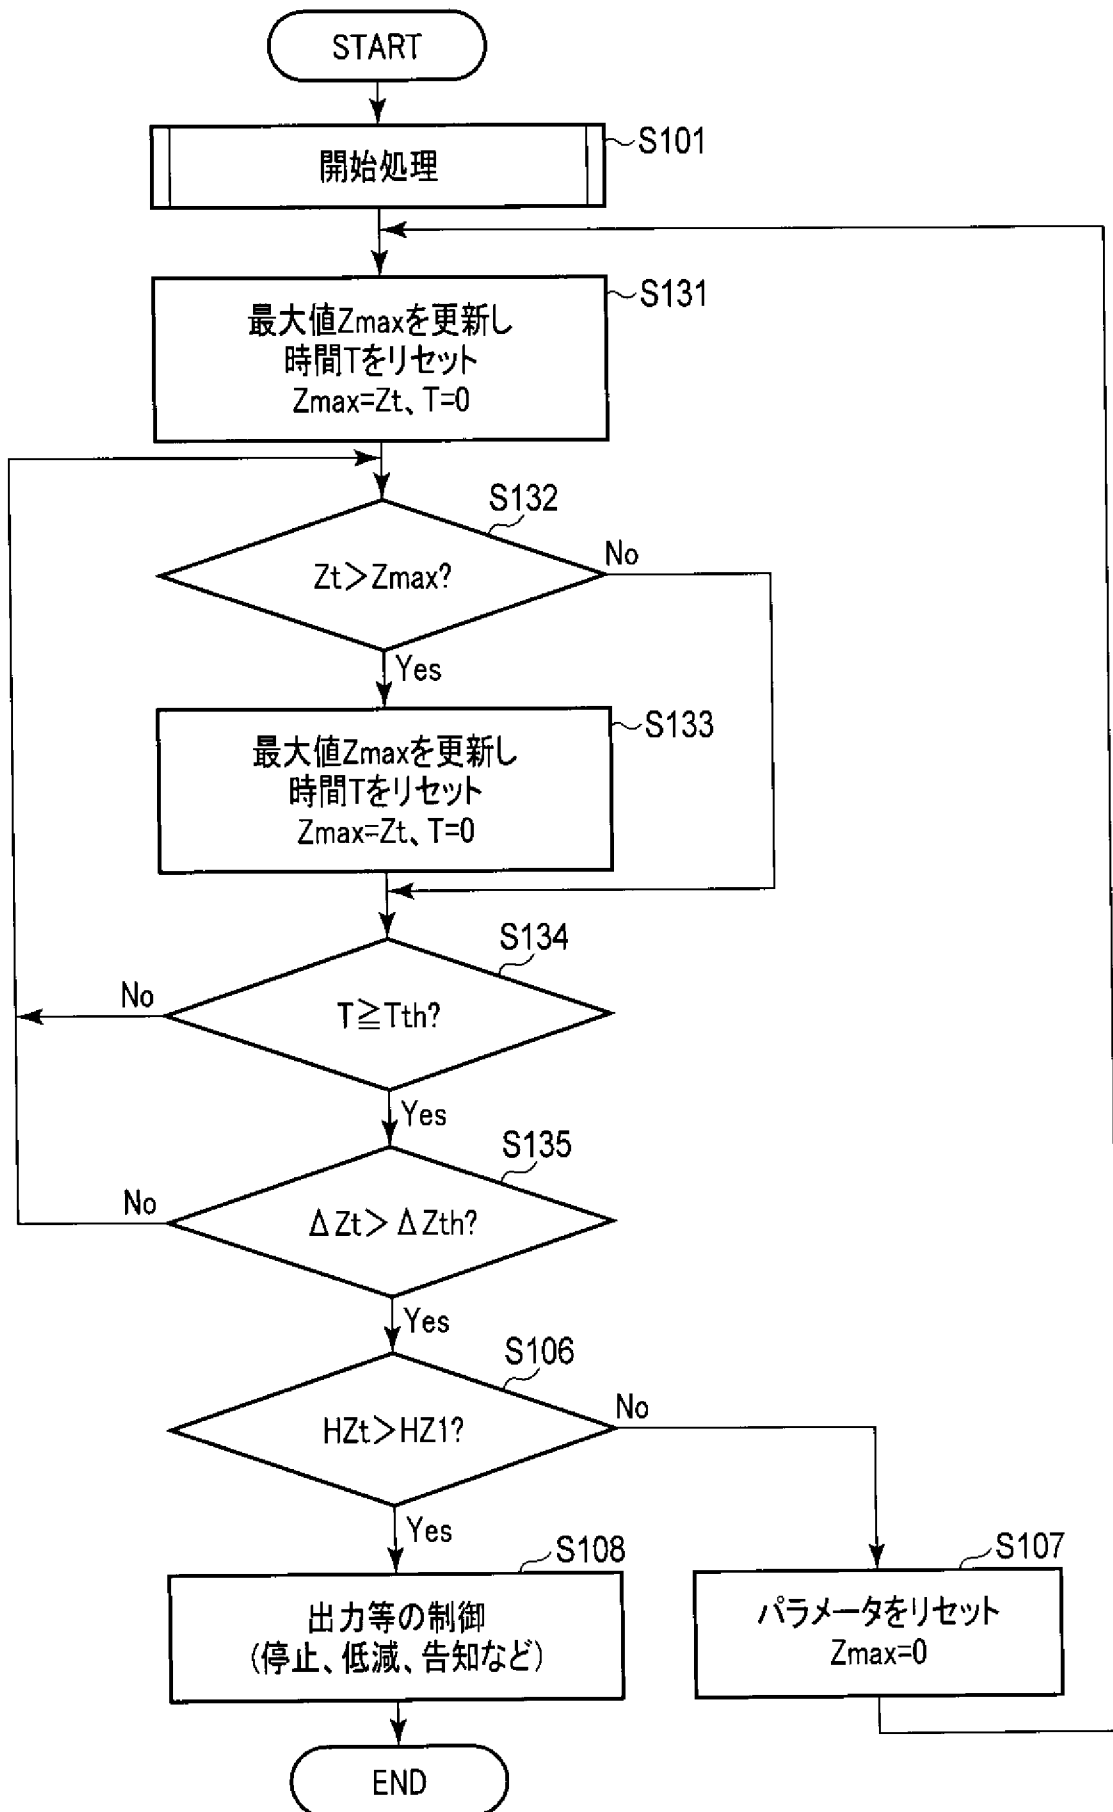 START
開始処理
S101
最大値Zmaxを更新し
時間Tをリセット
Zmax=Zt、T=0
S131
S132
Zt＞Zmax?
No
Yes
最大値Zmaxを更新し
時間Tをリセット
Zmax=Zt、T=0
S133
S134
T≧Tth?
No
Yes
S135
ΔZt＞ΔZth?
No
Yes
S106
HZt＞HZ1?
No
Yes
S108
出力等の制御
(停止、低減、告知など)
S107
パラメータをリセット
Zmax=0
END